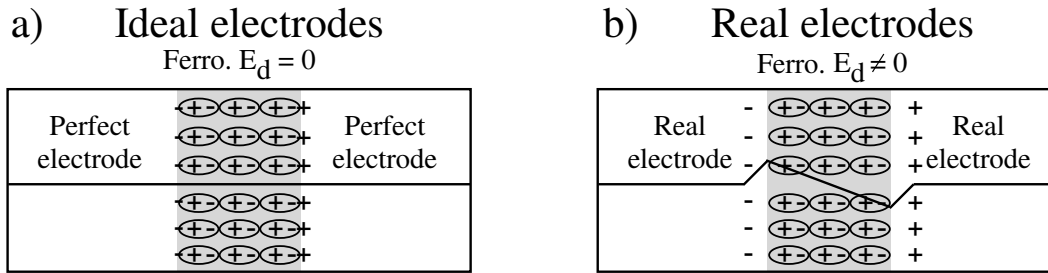 a) Ideal electrodes
Ferro. E_d = 0
Perfect electrode
Perfect electrode
- + - + - + - +
- + - + - + - +
- + - + - + - +
- + - + - + - +
- + - + - + - +
- + - + - + - +
b) Real electrodes
Ferro. E_d ≠ 0
Real electrode
Real electrode
- + - + - + - +
- + - + - + - +
- + - + - + - +
- + - + - + - +
- + - + - + - +
- + - + - + - +